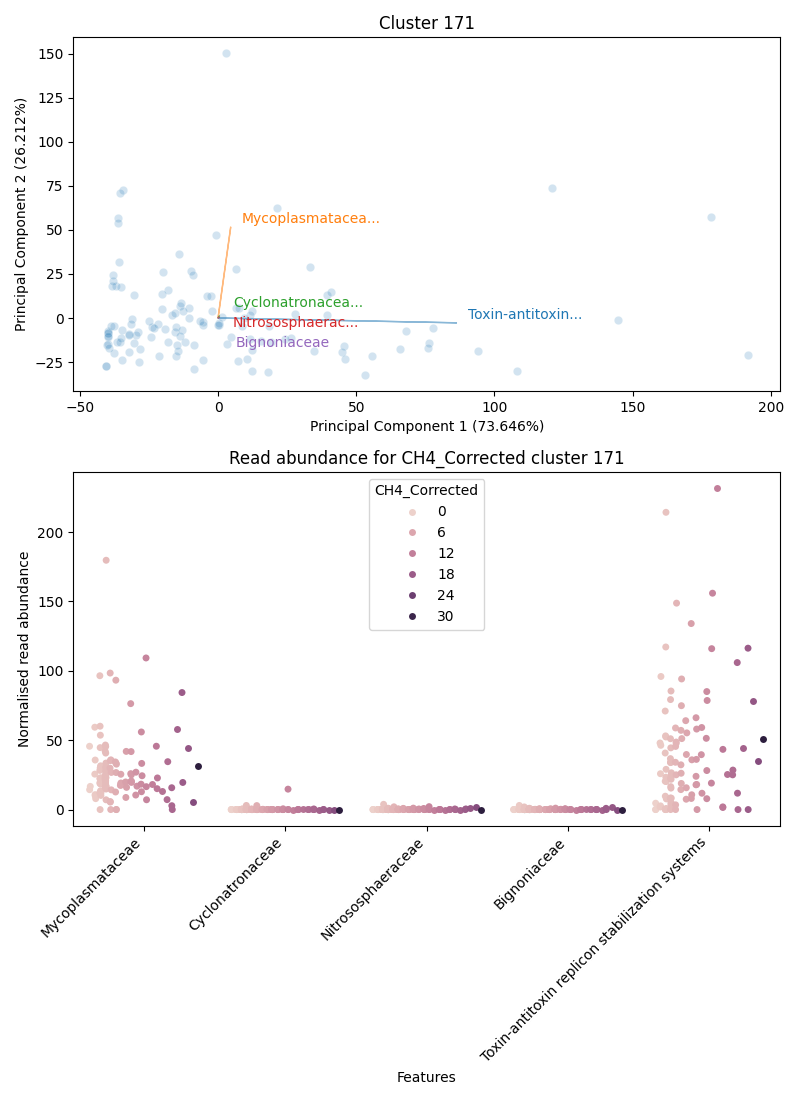 Cluster 171
Principal Component 2 (26.212%)
150
125
100
75
50
25
0
−25
Mycoplasmatacea...
Cyclonatronacea...
Nitrososphaerac...
Bignoniaceae
Toxin-antitoxin...
−50
0
50
100
150
200
Principal Component 1 (73.646%)
Read abundance for CH4_Corrected cluster 171
Normalised read abundance
200
150
100
50
0
CH4_Corrected
0
6
12
18
24
30
Mycoplasmataceae
Cyclonatronaceae
Nitrososphaeraceae
Bignoniaceae
Toxin-antitoxin replicon stabilization systems
Features